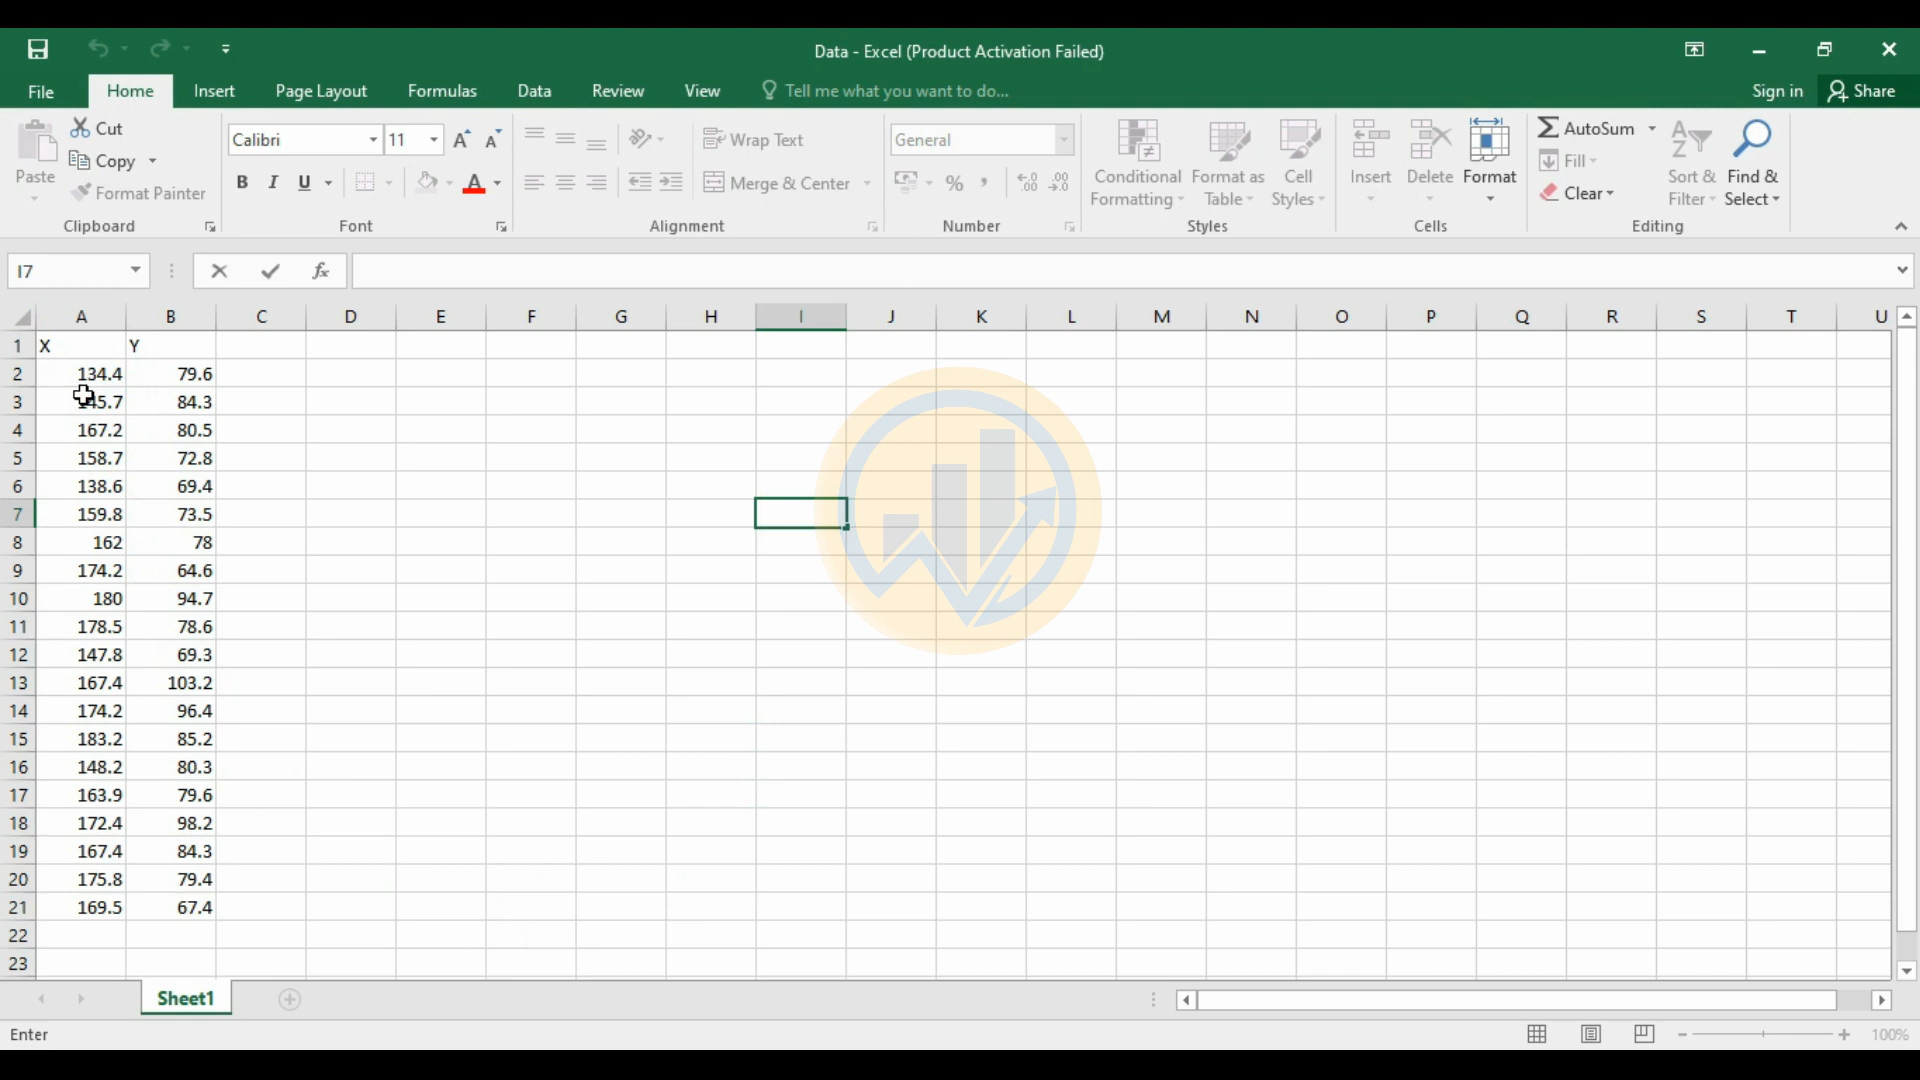 Data - Excel (Product Activation Failed)
File Home Insert Page Layout Formulas Data Review View Tell me what you want to do... Sign in Share
Paste Cut Copy Format Painter Clipboard
Calibri 11 A A B I U A Font
Wrap Text Merge & Center Alignment
General % , .0 .00 .00 .0 Number
Conditional Formatting Format as Table Cell Styles Styles
Insert Delete Format Cells
AutoSum Fill Clear Sort & Filter Find & Select Editing
I7 fx
A B C D E F G H I J K L M N O P Q R S T U
1 X Y
2 134.4 79.6
3 45.7 84.3
4 167.2 80.5
5 158.7 72.8
6 138.6 69.4
7 159.8 73.5
8 162 78
9 174.2 64.6
10 180 94.7
11 178.5 78.6
12 147.8 69.3
13 167.4 103.2
14 174.2 96.4
15 183.2 85.2
16 148.2 80.3
17 163.9 79.6
18 172.4 98.2
19 167.4 84.3
20 175.8 79.4
21 169.5 67.4
22
23
Sheet1
Enter 100%